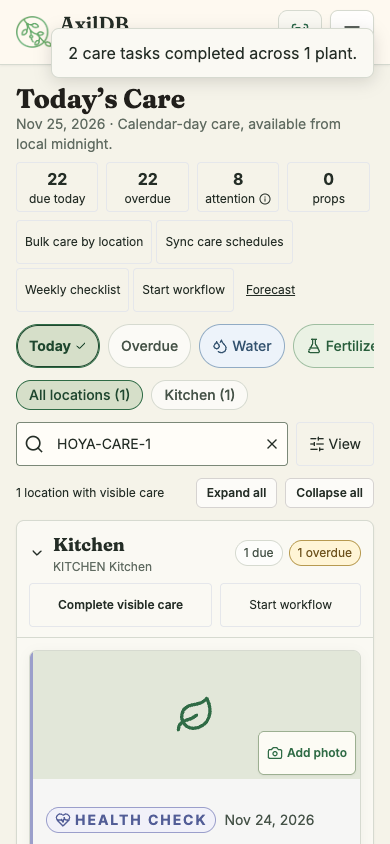 AxilDB
2 care tasks completed across 1 plant.
Today's Care
Nov 25, 2026 · Calendar-day care, available from
local midnight.
22
due today
22
overdue
8
attention
0
props
Bulk care by location
Sync care schedules
Weekly checklist
Start workflow
Forecast
Today
Overdue
Water
Fertilize
All locations (1)
Kitchen (1)
HOYA-CARE-1
View
1 location with visible care
Expand all
Collapse all
Kitchen
KITCHEN Kitchen
1 due
1 overdue
Complete visible care
Start workflow
Add photo
HEALTH CHECK
Nov 24, 2026